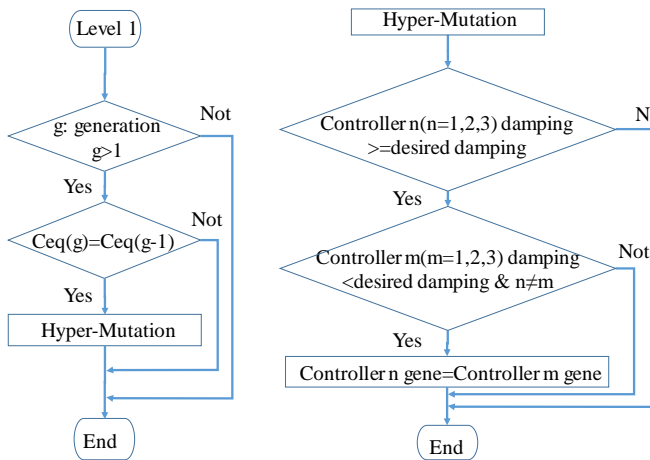 Level 1
g: generation
g>1
Not
Yes
Ceq(g)=Ceq(g-1)
Not
Yes
Hyper-Mutation
End
Hyper-Mutation
Controller n(n=1,2,3) damping
>=desired damping
N
Yes
Controller m(m=1,2,3) damping
<desired damping & n≠m
Not
Yes
Controller n gene=Controller m gene
End